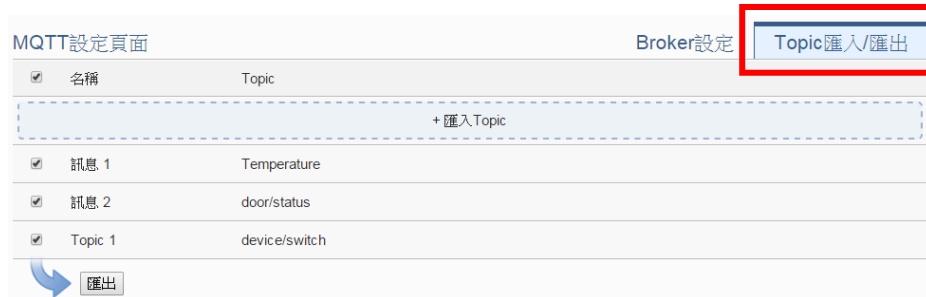 MQTT設定頁面 Broker設定 Topic匯入/匯出
名稱 Topic
+ 匯入Topic
訊息 1 Temperature
訊息 2 door/status
Topic 1 device/switch
匯出